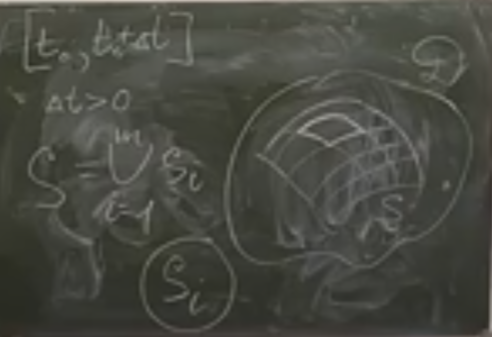 [t₀, t₀+Δt]
Δt>0
S = ⋃ᵢ₌₁ᵐ Sᵢ
Sᵢ
D
S